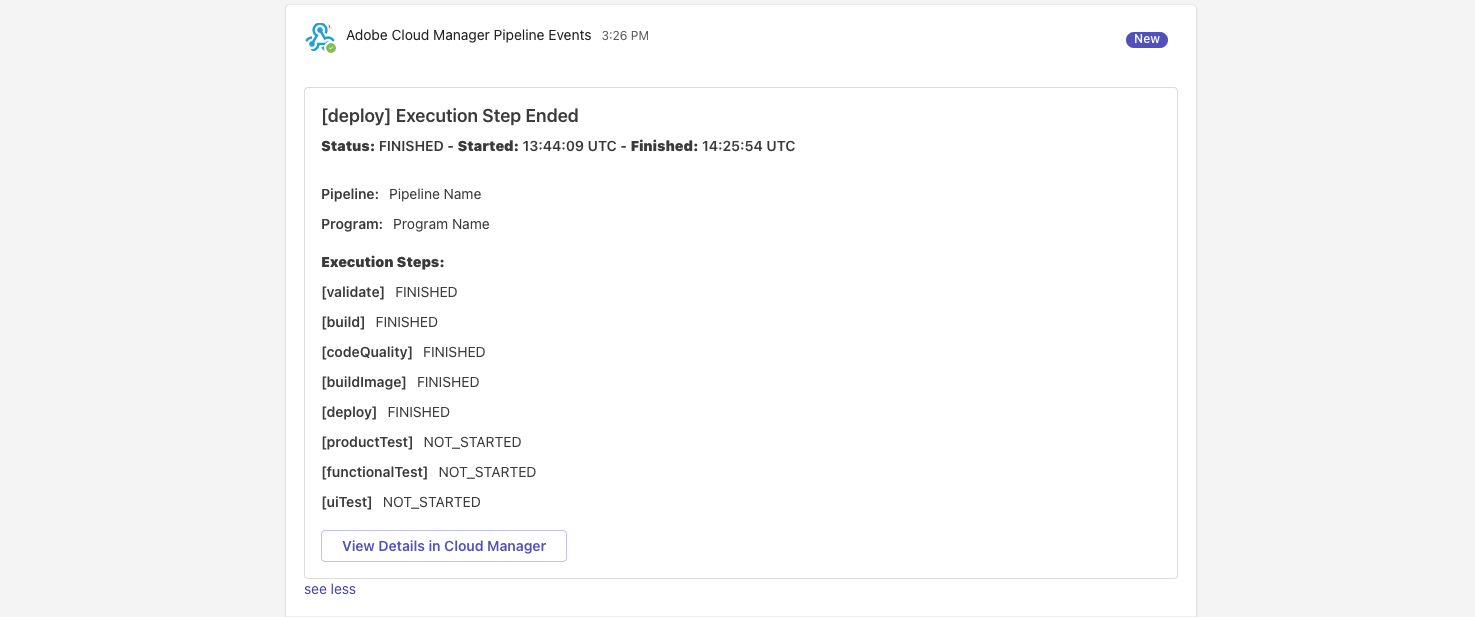 Adobe Cloud Manager Pipeline Events 3:26 PM
New
[deploy] Execution Step Ended
Status: FINISHED - Started: 13:44:09 UTC - Finished: 14:25:54 UTC
Pipeline: Pipeline Name
Program: Program Name
Execution Steps:
[validate] FINISHED
[build] FINISHED
[codeQuality] FINISHED
[buildImage] FINISHED
[deploy] FINISHED
[productTest] NOT_STARTED
[functionalTest] NOT_STARTED
[uiTest] NOT_STARTED
View Details in Cloud Manager
see less